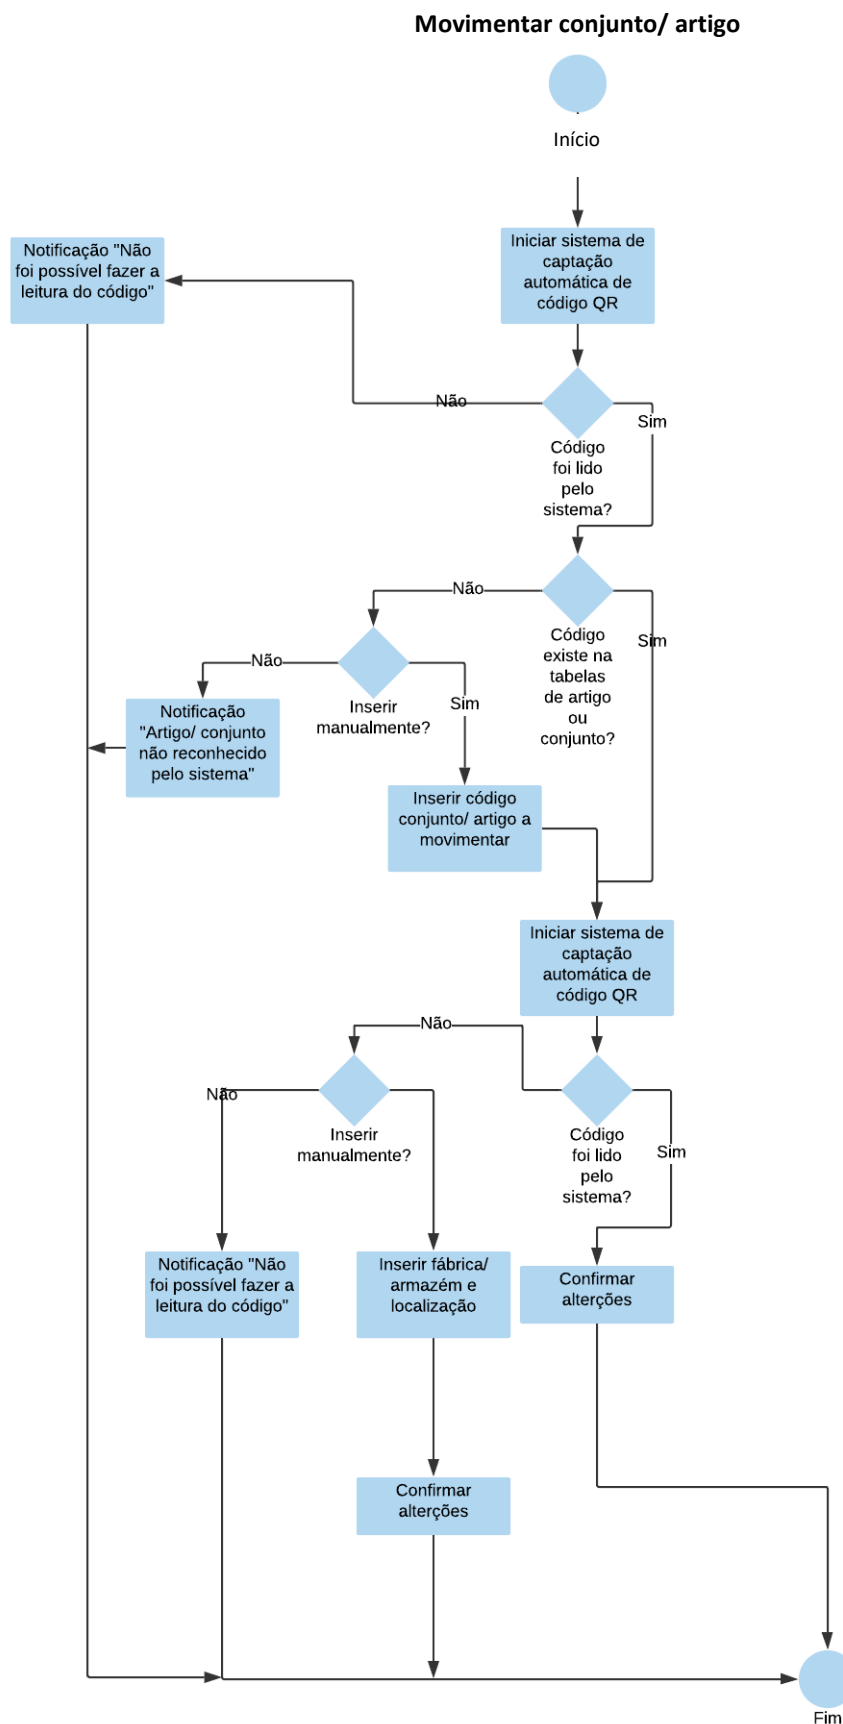 Movimentar conjunto/ artigo
Início
Iniciar sistema de
captação
automática de
código QR
Notificação "Não
foi possível fazer a
leitura do código"
Não
Sim
Código
foi lido
pelo
sistema?
Não
Sim
Código
existe na
tabelas
de artigo
ou
conjunto?
Não
Sim
Inserir
manualmente?
Notificação
"Artigo/ conjunto
não reconhecido
pelo sistema"
Inserir código
conjunto/ artigo a
movimentar
Iniciar sistema de
captação
automática de
código QR
Não
Não
Inserir
manualmente?
Código
foi lido
pelo
sistema?
Sim
Notificação "Não
foi possível fazer a
leitura do código"
Inserir fábrica/
armazém e
localização
Confirmar
alterções
Confirmar
alterções
Fim